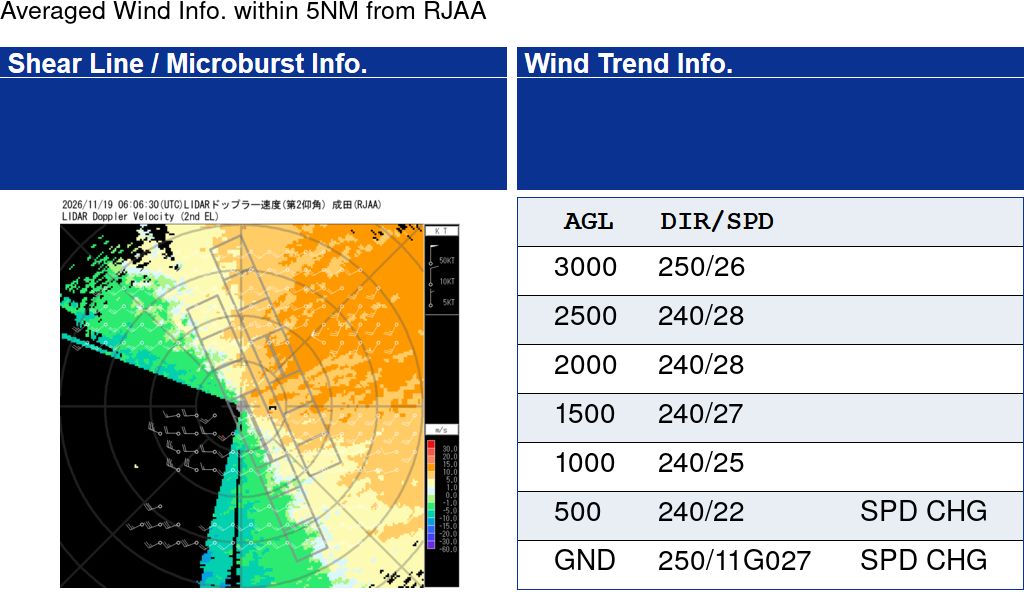 Averaged Wind Info. within 5NM from RJAA
Shear Line / Microburst Info.
Wind Trend Info.
2026/11/19 06:06:30(UTC)LIDARドップラー速度(第2仰角) 成田(RJAA)
LIDAR Doppler Velocity (2nd EL)
KT
50KT
10KT
5KT
m/s
30.0
20.0
15.0
10.0
5.0
1.0
0.0
-1.0
-5.0
-10.0
-15.0
-20.0
-30.0
-60.0
AGL DIR/SPD
3000 250/26
2500 240/28
2000 240/28
1500 240/27
1000 240/25
500 240/22 SPD CHG
GND 250/11G027 SPD CHG